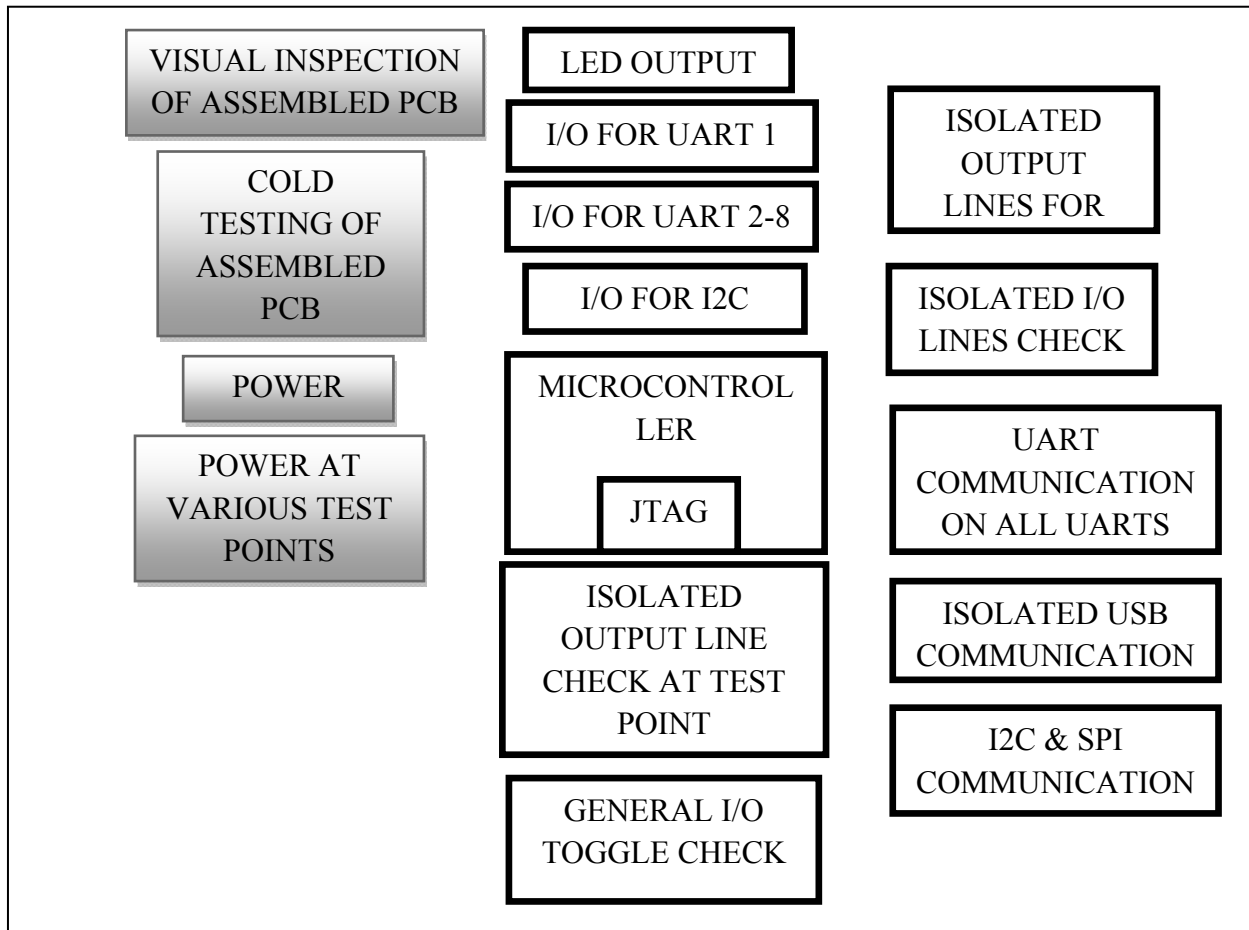 VISUAL INSPECTION
OF ASSEMBLED PCB
COLD
TESTING OF
ASSEMBLED
PCB
POWER
POWER AT
VARIOUS TEST
POINTS
LED OUTPUT
I/O FOR UART 1
I/O FOR UART 2-8
I/O FOR I2C
MICROCONTROL
LER
JTAG
ISOLATED
OUTPUT LINE
CHECK AT TEST
POINT
GENERAL I/O
TOGGLE CHECK
ISOLATED
OUTPUT
LINES FOR
ISOLATED I/O
LINES CHECK
UART
COMMUNICATION
ON ALL UARTS
ISOLATED USB
COMMUNICATION
I2C & SPI
COMMUNICATION